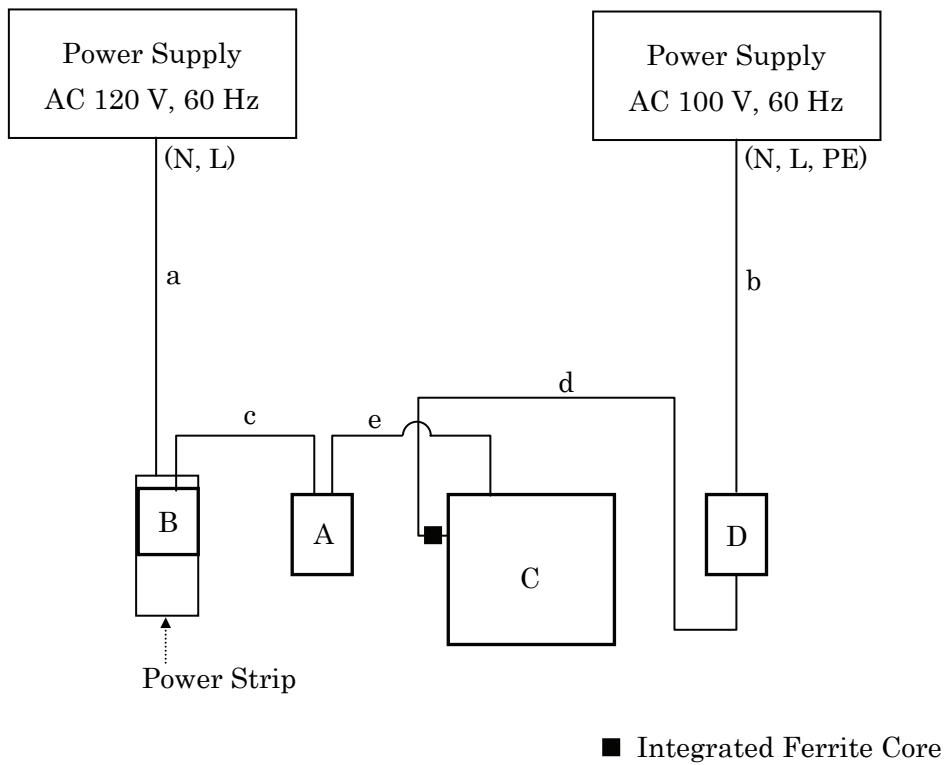 Power Supply
AC 120 V, 60 Hz
Power Supply
AC 100 V, 60 Hz
(N, L)
(N, L, PE)
a
b
d
c
e
B
A
C
D
Power Strip
Integrated Ferrite Core